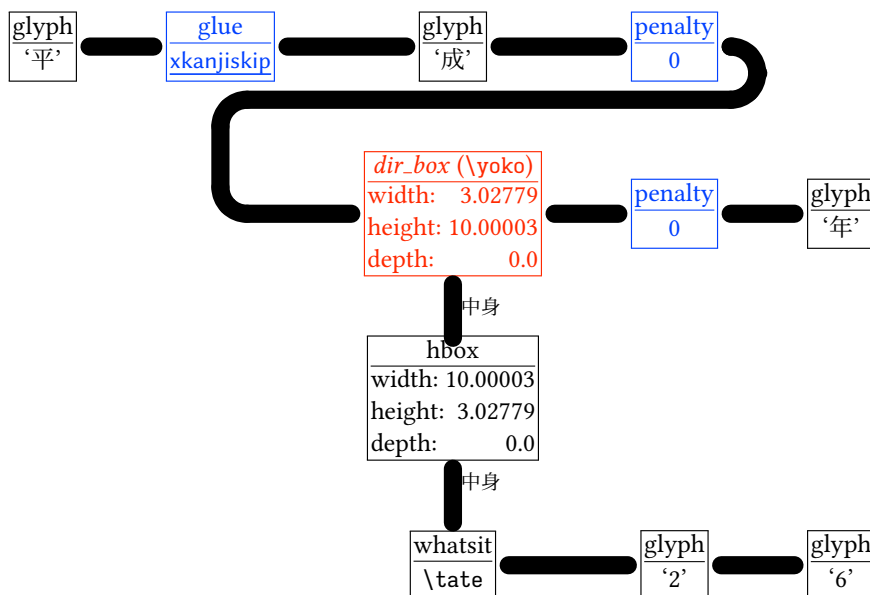 glyph
‘平’
glue
xkanjiskip
glyph
‘成’
penalty
0
dir_box (\yoko)
width: 3.02779
height: 10.00003
depth: 0.0
penalty
0
glyph
‘年’
中身
hbox
width: 10.00003
height: 3.02779
depth: 0.0
中身
whatsit
\tate
glyph
‘2’
glyph
‘6’